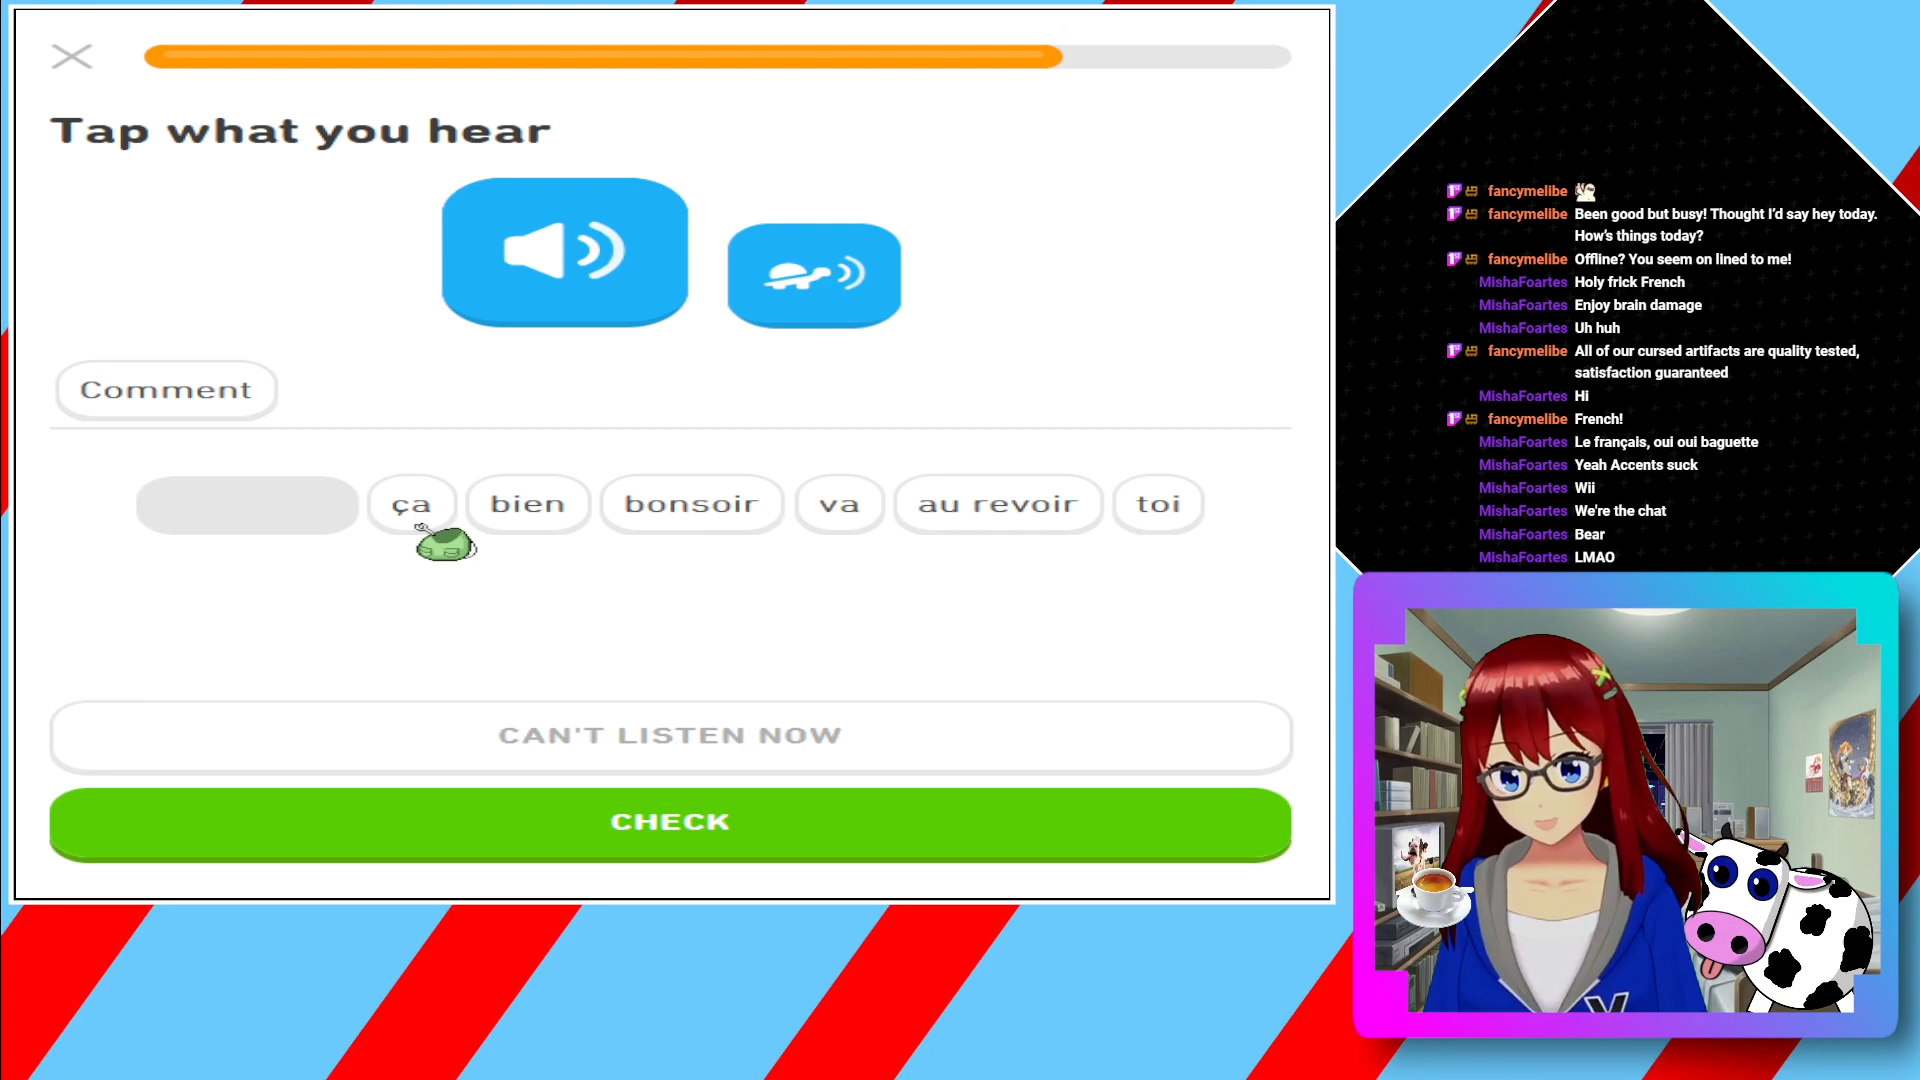 Tap what you hear
Comment
ça bien bonsoir va au revoir toi
CAN'T LISTEN NOW
CHECK
fancymelibe
fancymelibe Been good but busy! Thought I'd say hey today.
How's things today?
fancymelibe Offline? You seem on lined to me!
MishaFoartes Holy frick French
MishaFoartes Enjoy brain damage
MishaFoartes Uh huh
fancymelibe All of our cursed artifacts are quality tested,
satisfaction guaranteed
MishaFoartes Hi
fancymelibe French!
MishaFoartes Le français, oui oui baguette
MishaFoartes Yeah Accents suck
MishaFoartes Wii
MishaFoartes We're the chat
MishaFoartes Bear
MishaFoartes LMAO